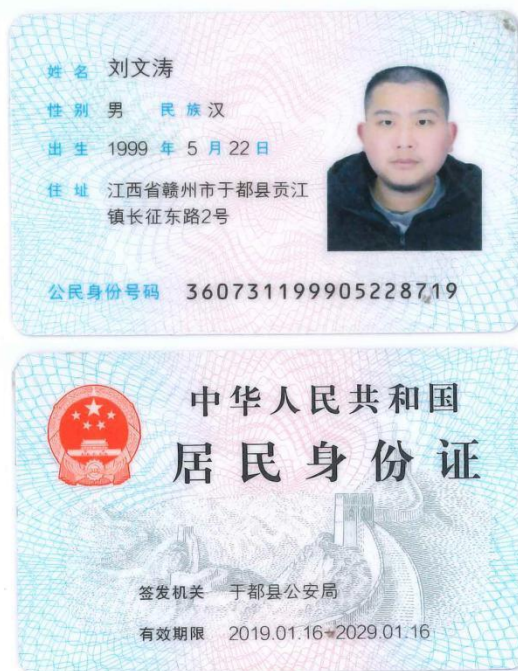 姓名 刘文涛
性别 男 民族 汉
出生 1999 年 5 月 22 日
住址 江西省赣州市于都县贡江
镇长征东路2号
公民身份号码 360731199905228719
中华人民共和国
居民身份证
签发机关 于都县公安局
有效期限 2019.01.16-2029.01.16